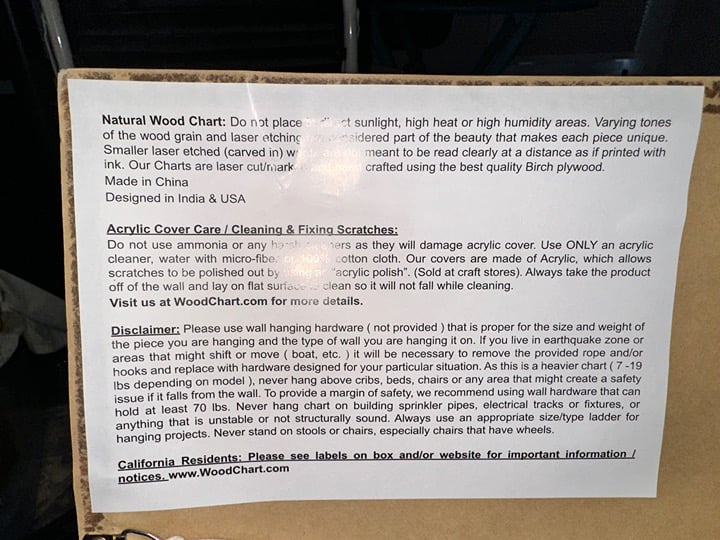 Natural Wood Chart: Do not place ct sunlight, high heat or high humidity areas. Varying tones
of the wood grain and laser etching considered part of the beauty that makes each piece unique.
Smaller laser etched (carved in) meant to be read clearly at a distance as if printed with
ink. Our Charts are laser cut/mark crafted using the best quality Birch plywood.
Made in China
Designed in India & USA
Acrylic Cover Care / Cleaning & Fixing Scratches:
Do not use ammonia or any harsh cleaners as they will damage acrylic cover. Use ONLY an acrylic
cleaner, water with micro-fibe. or 100% cotton cloth. Our covers are made of Acrylic, which allows
scratches to be polished out by using an "acrylic polish". (Sold at craft stores). Always take the product
off of the wall and lay on flat surface clean so it will not fall while cleaning.
Visit us at WoodChart.com for more details.
Disclaimer: Please use wall hanging hardware ( not provided ) that is proper for the size and weight of
the piece you are hanging and the type of wall you are hanging it on. If you live in earthquake zone or
areas that might shift or move ( boat, etc. ) it will be necessary to remove the provided rope and/or
hooks and replace with hardware designed for your particular situation. As this is a heavier chart ( 7 -19
lbs depending on model ), never hang above cribs, beds, chairs or any area that might create a safety
issue if it falls from the wall. To provide a margin of safety, we recommend using wall hardware that can
hold at least 70 lbs. Never hang chart on building sprinkler pipes, electrical tracks or fixtures, or
anything that is unstable or not structurally sound. Always use an appropriate size/type ladder for
hanging projects. Never stand on stools or chairs, especially chairs that have wheels.
California Residents: Please see labels on box and/or website for important information /
notices. www.WoodChart.com